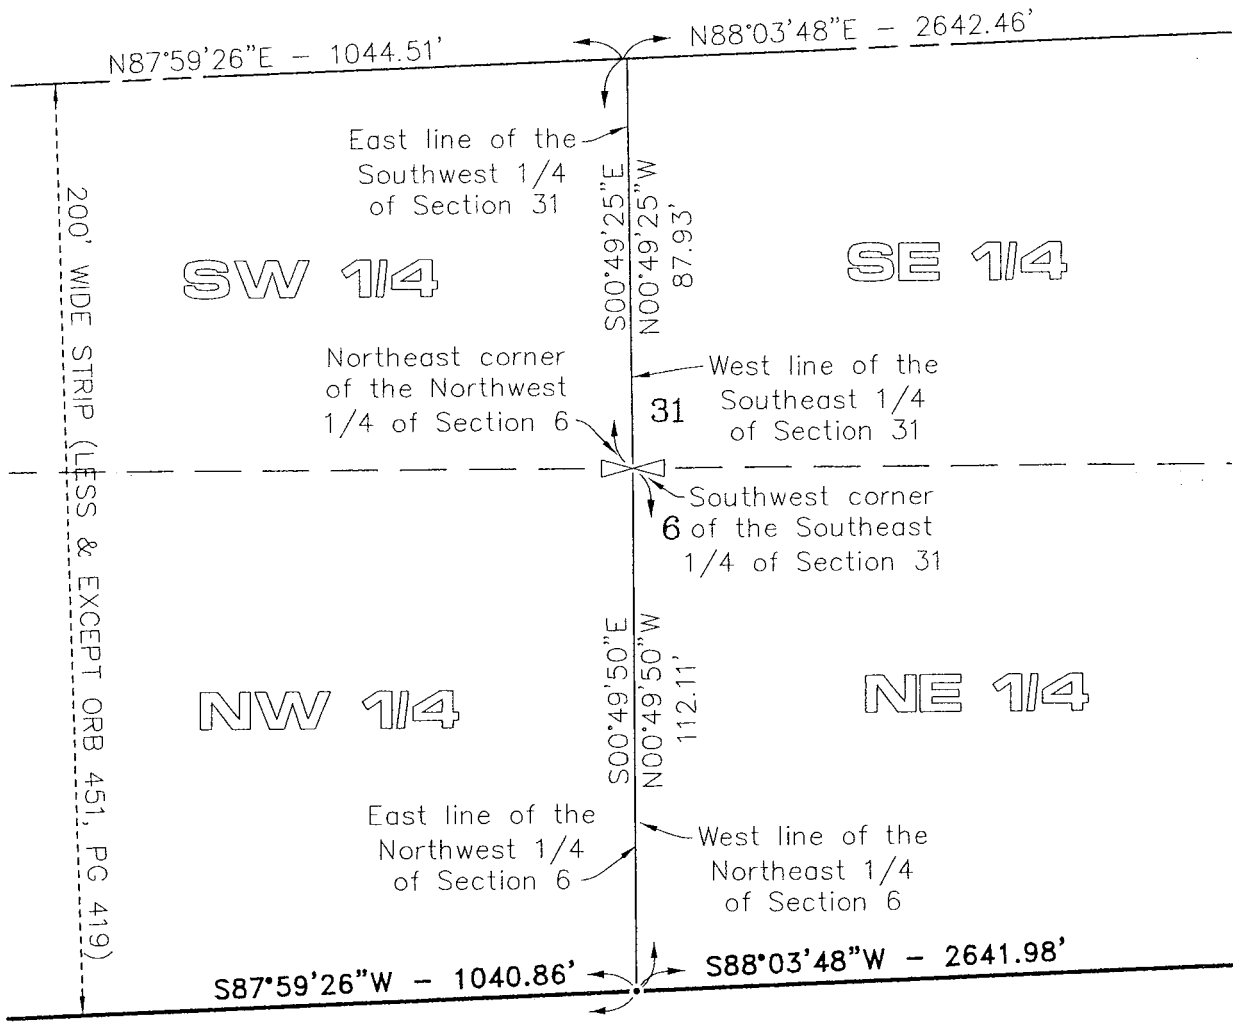 N87°59'26"E - 1044.51'
N88°03'48"E - 2642.46'
East line of the
Southwest 1/4
of Section 31
S00°49'25"E
N00°49'25"W
87.93'
200' WIDE STRIP (LESS & EXCEPT ORB 451, PG 419)
SW 1/4
SE 1/4
Northeast corner
of the Northwest
1/4 of Section 6
31
West line of the
Southeast 1/4
of Section 31
6
Southwest corner
of the Southeast
1/4 of Section 31
S00°49'50"E
N00°49'50"W
112.11'
NW 1/4
NE 1/4
East line of the
Northwest 1/4
of Section 6
West line of the
Northeast 1/4
of Section 6
S87°59'26"W - 1040.86'
S88°03'48"W - 2641.98'